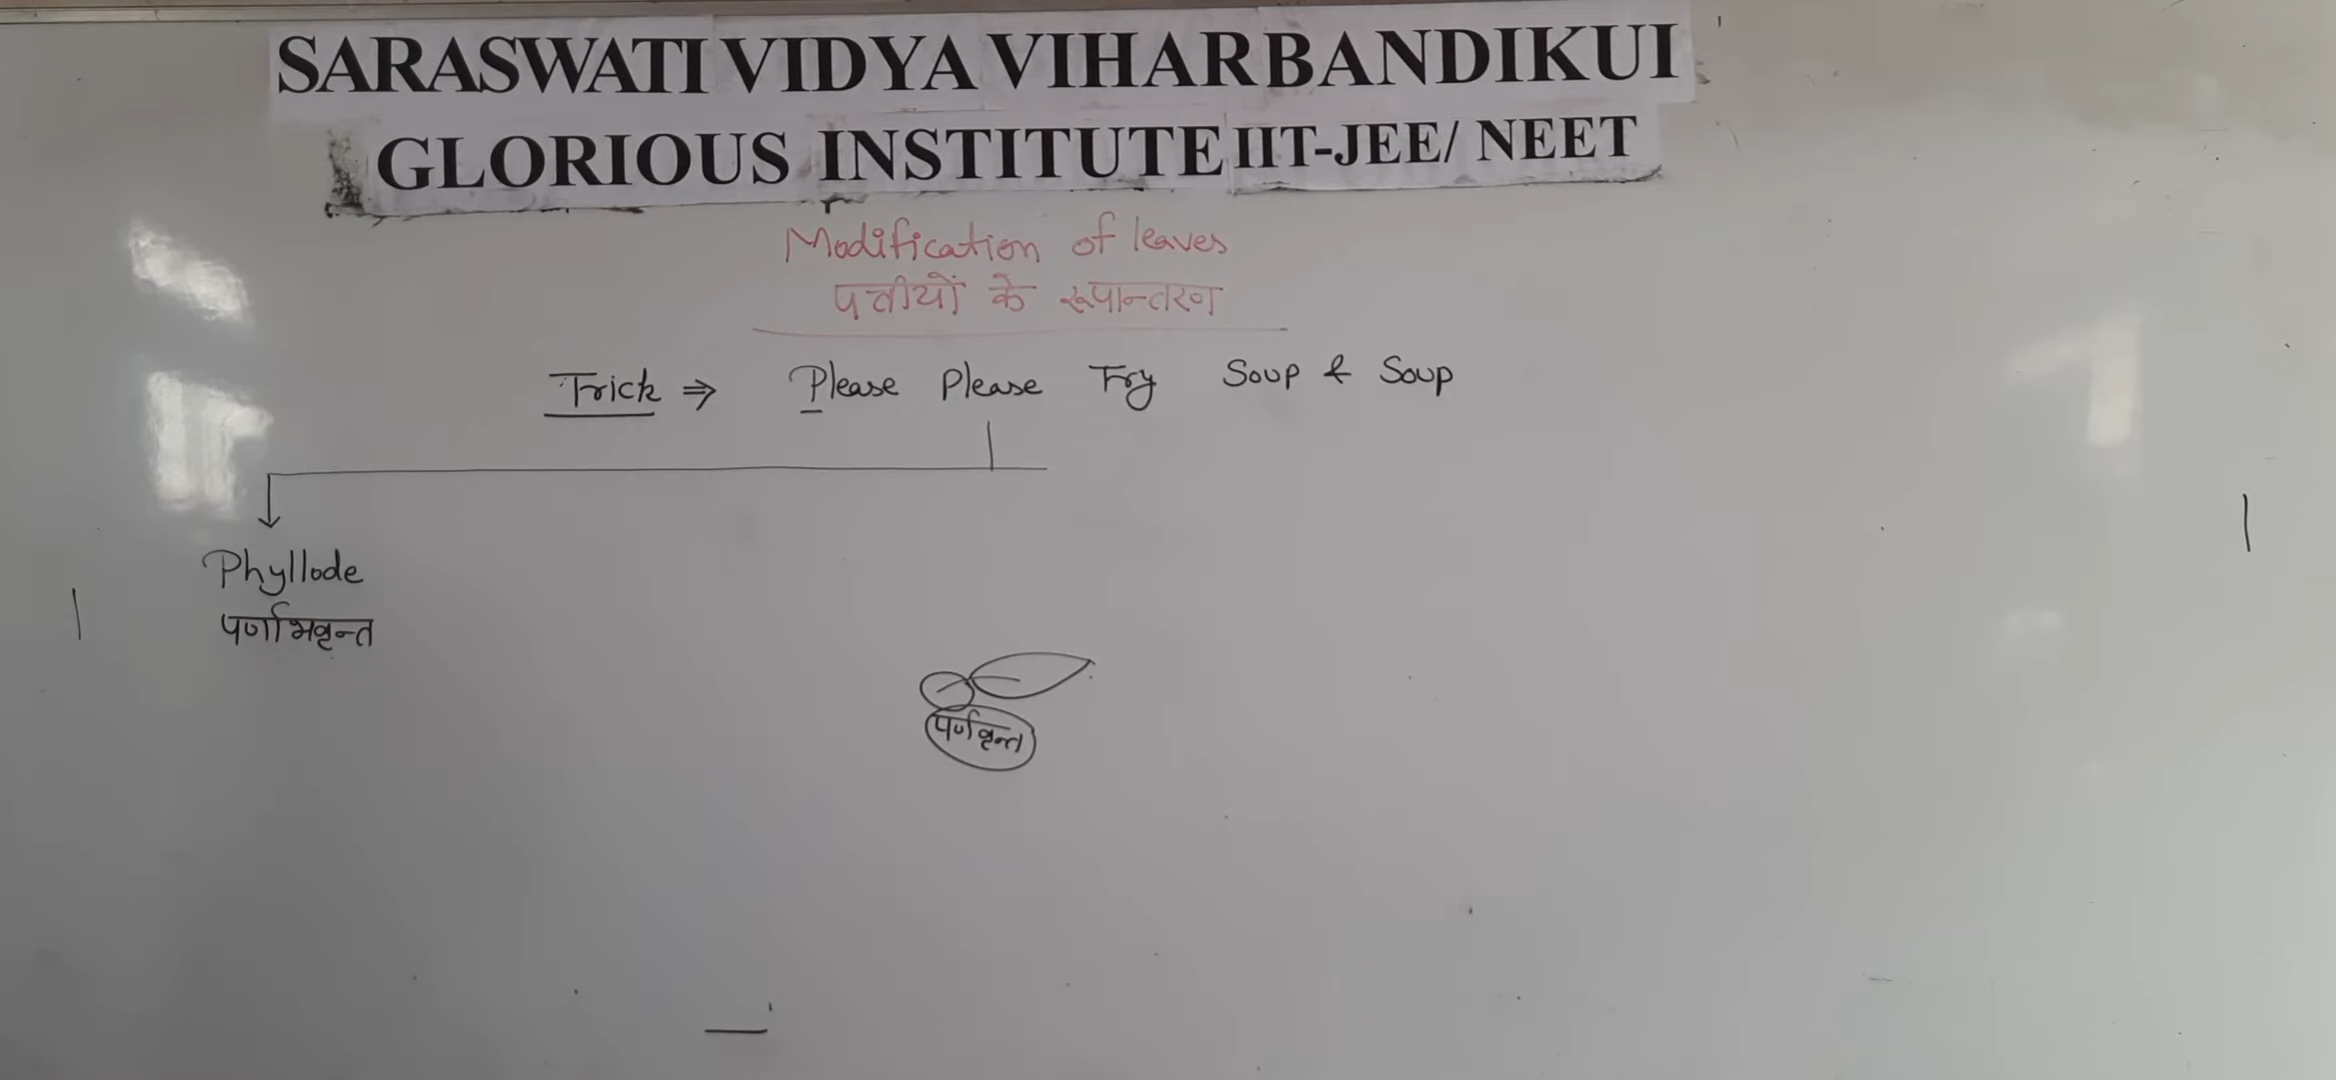 SARASWATI VIDYA VIHAR BANDIKUI
GLORIOUS INSTITUTE IIT-JEE/ NEET
Modification of leaves
पत्तीयों के रूपान्तरण
Trick ⇒ Please Please Try Soup & Soup
Phyllode
पर्णाभवृन्त
पर्णवृन्त